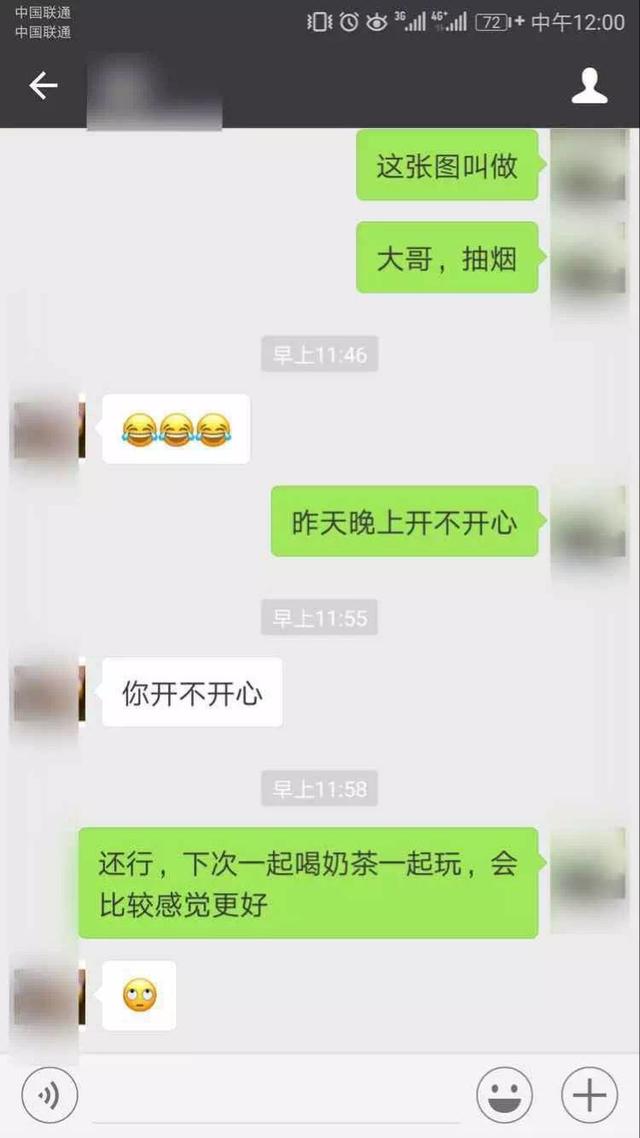 中国联通
中国联通
3G 4G+ 72 中午12:00
这张图叫做
大哥，抽烟
早上11:46
😂😂😂
昨天晚上开不开心
早上11:55
你开不开心
早上11:58
还行，下次一起喝奶茶一起玩，会
比较感觉更好
🙄